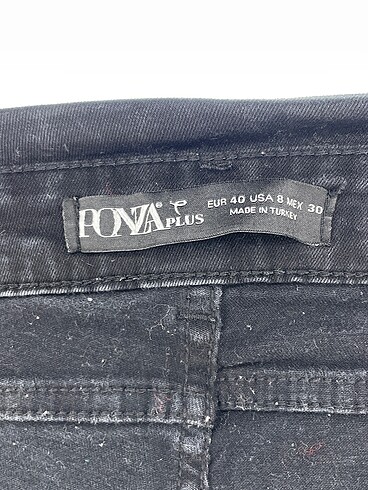 PONZA® PLUS
EUR 40 USA 8 MEX 30
MADE IN TURKEY